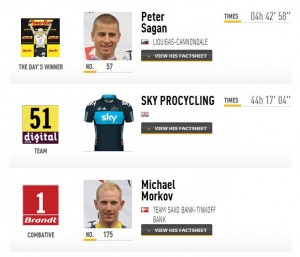 Peter
Sagan
LIQUIGAS-CANNONDALE
TIMES 04h 42' 58''
THE DAY'S WINNER
NO. 57
VIEW HIS FACTSHEET
51
digital
TEAM
sky
SKY PROCYCLING
TIMES 44h 17' 04''
VIEW HIS FACTSHEET
1
Brandt
COMBATIVE
NO. 175
Michael
Morkov
TEAM SAXO BANK-TINKOFF
BANK
VIEW HIS FACTSHEET